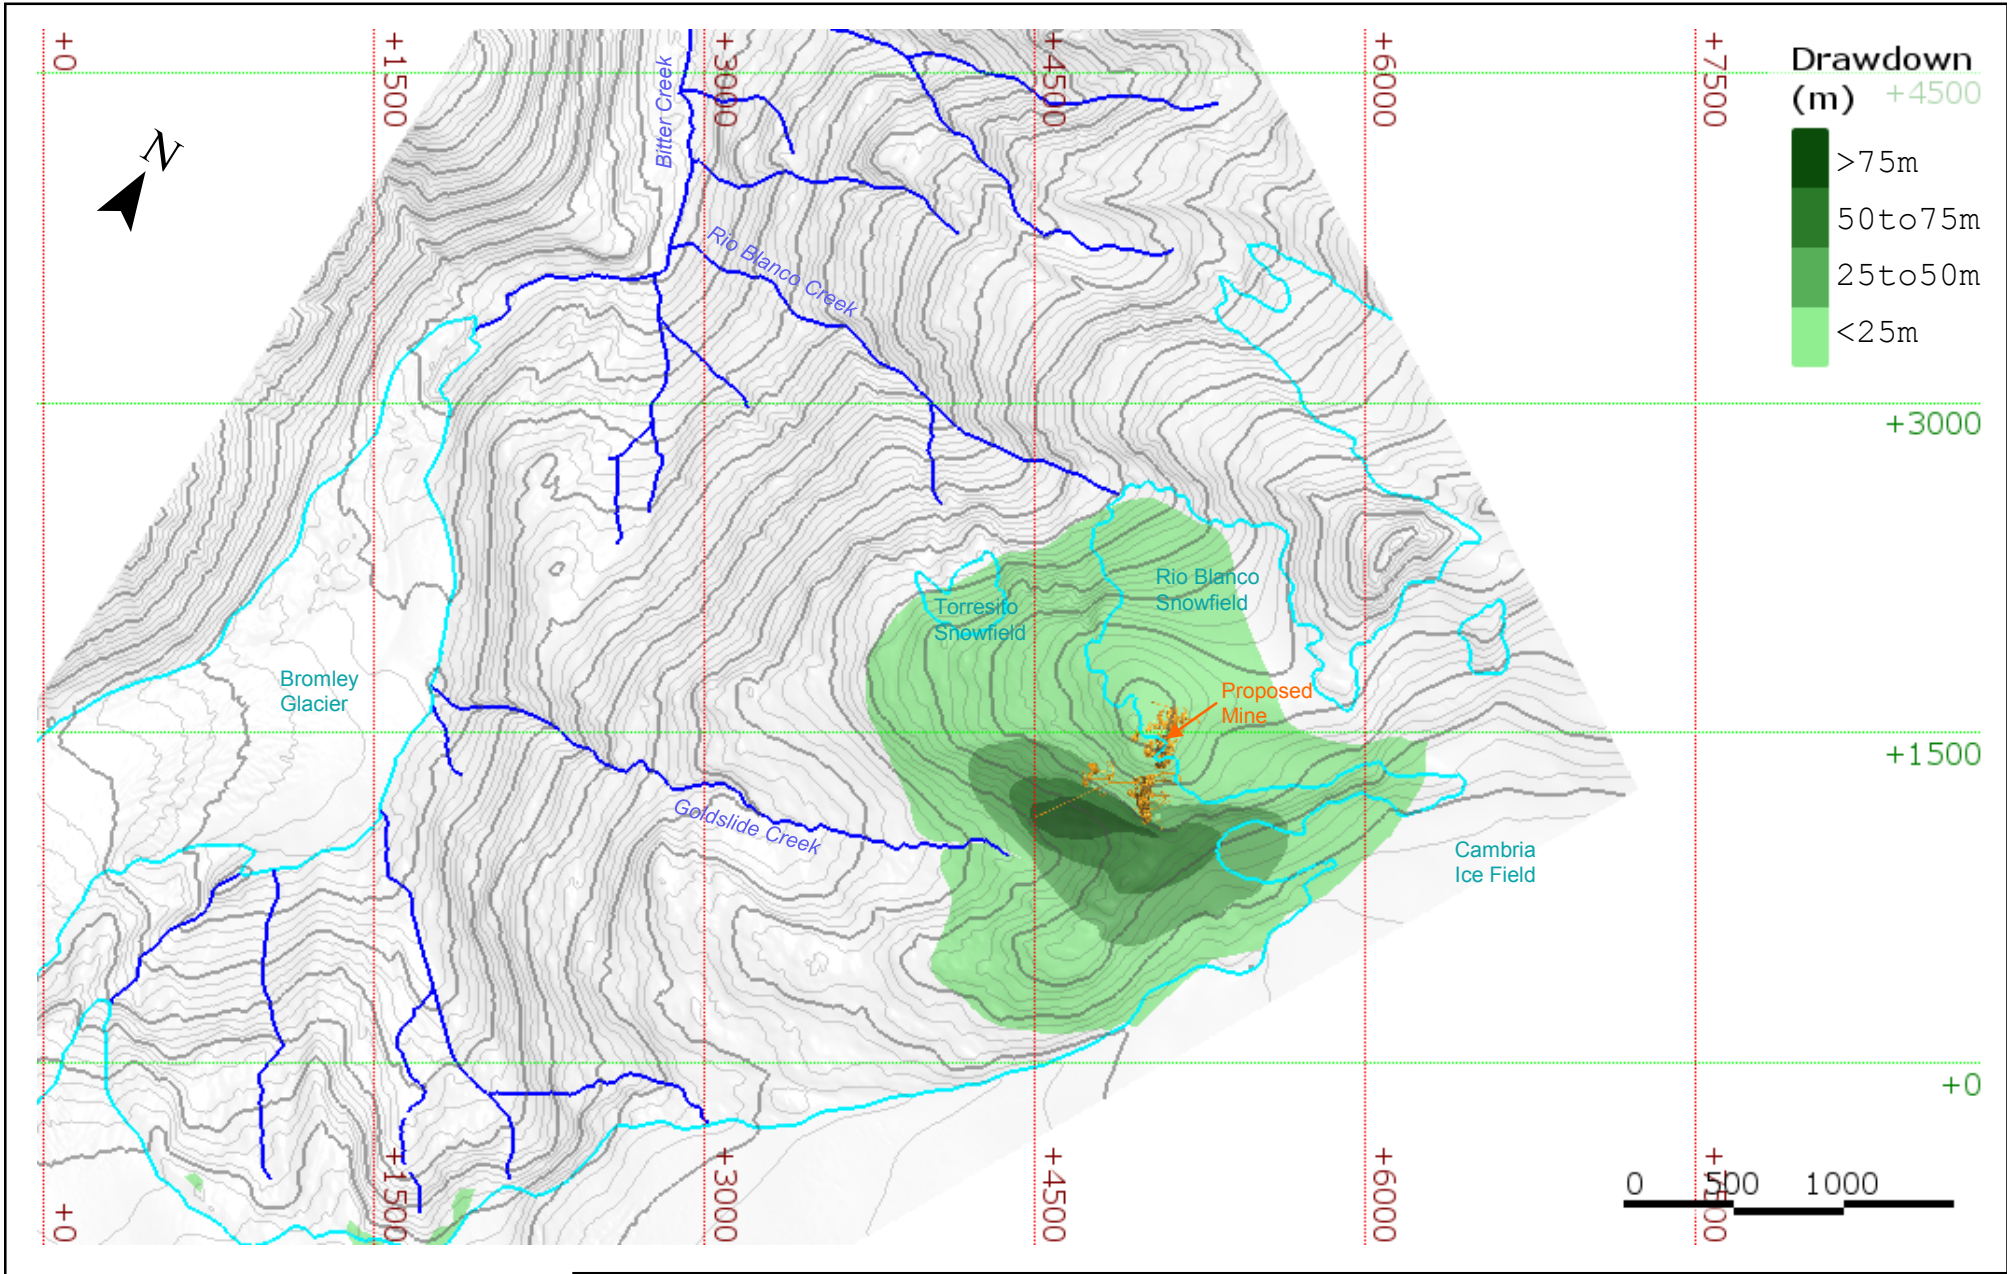 +0
+1500
+3000
+4500
+6000
+7500
Drawdown
(m)
+4500
>75m
50to75m
25to50m
<25m
N
Bitter Creek
Rio Blanco Creek
+3000
Rio Blanco
Snowfield
Torresito
Snowfield
Bromley
Glacier
Proposed
Mine
+1500
Goldslide Creek
Cambria
Ice Field
+0
+0
+1500
+3000
+4500
+6000
+7500
0
500
1000